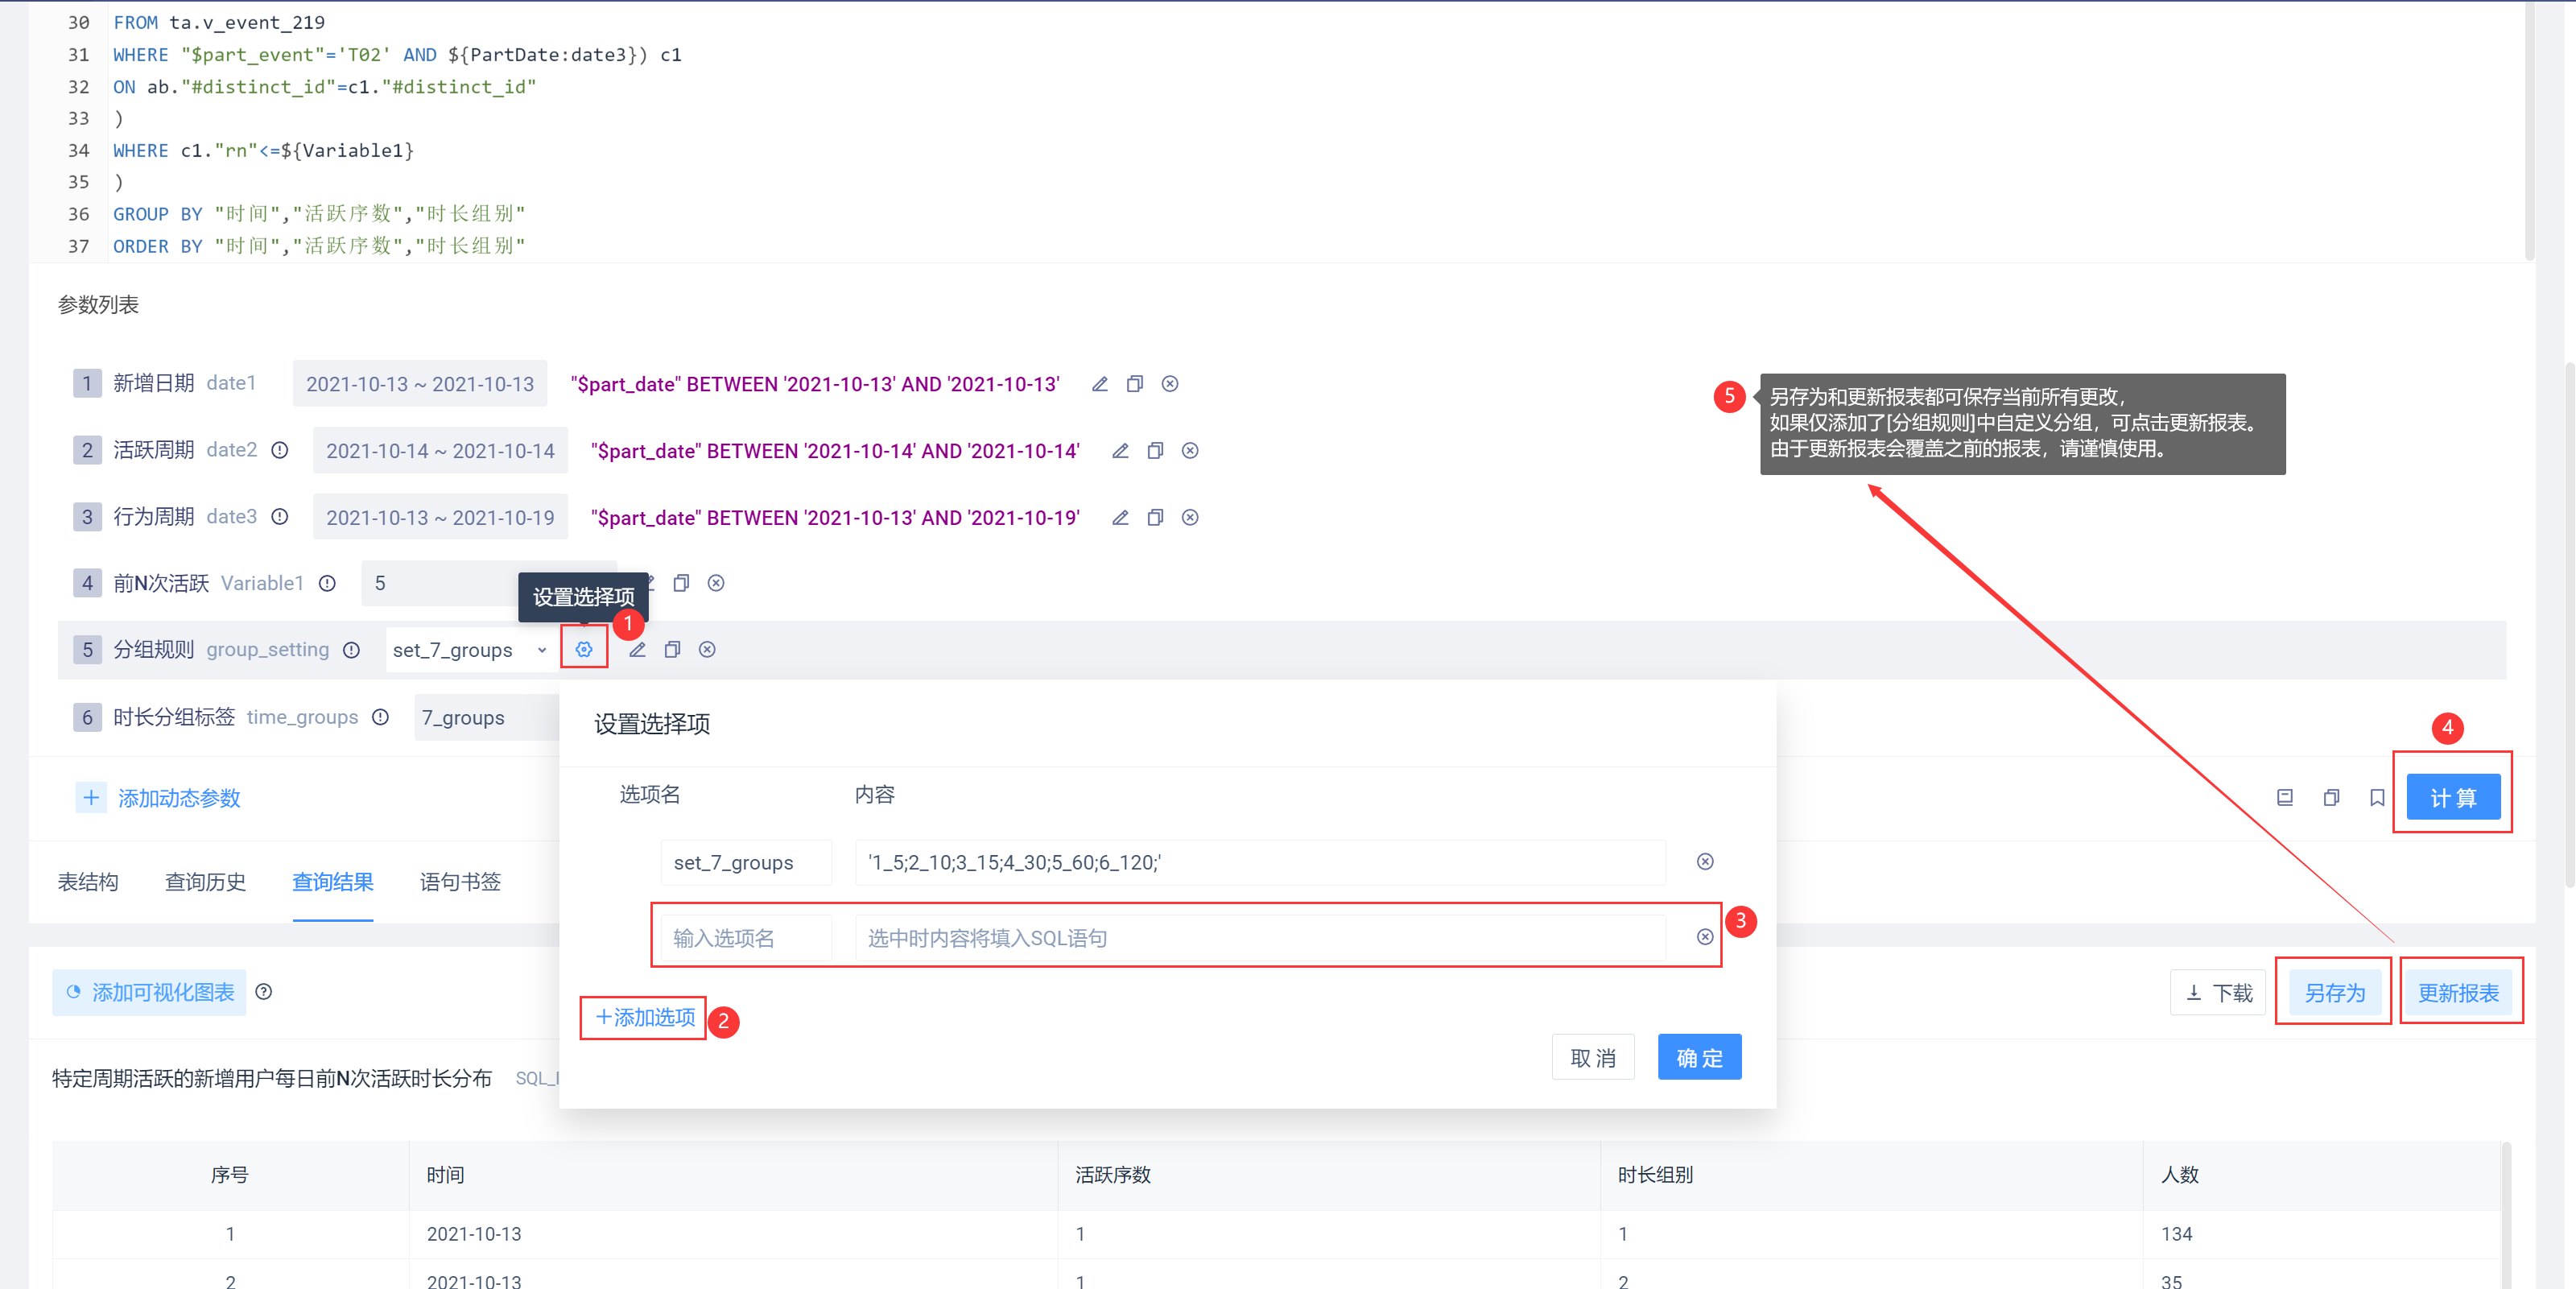 30 FROM ta.v_event_219
31 WHERE "$part_event"='T02' AND ${PartDate:date3}) c1
32 ON ab."#distinct_id"=c1."#distinct_id"
33 )
34 WHERE c1."rn"<=${Variable1}
35 )
36 GROUP BY "时间","活跃序数","时长组别"
37 ORDER BY "时间","活跃序数","时长组别"
参数列表
1 新增日期 date1 2021-10-13 ~ 2021-10-13 "$part_date" BETWEEN '2021-10-13' AND '2021-10-13'
5 另存为和更新报表都可保存当前所有更改，
如果仅添加了[分组规则]中自定义分组，可点击更新报表。
由于更新报表会覆盖之前的报表，请谨慎使用。
2 活跃周期 date2 2021-10-14 ~ 2021-10-14 "$part_date" BETWEEN '2021-10-14' AND '2021-10-14'
3 行为周期 date3 2021-10-13 ~ 2021-10-19 "$part_date" BETWEEN '2021-10-13' AND '2021-10-19'
4 前N次活跃 Variable1 5
设置选择项
1
5 分组规则 group_setting set_7_groups
6 时长分组标签 time_groups 7_groups
设置选择项
4
选项名 内容
+ 添加动态参数
计算
set_7_groups '1_5;2_10;3_15;4_30;5_60;6_120;'
表结构 查询历史 查询结果 语句书签
输入选项名 选中时内容将填入SQL语句
3
添加可视化图表
下载 另存为 更新报表
+添加选项 2
取消 确定
特定周期活跃的新增用户每日前N次活跃时长分布 SQL_
序号 时间 活跃序数 时长组别 人数
1 2021-10-13 1 1 134
2 2021-10-13 1 2 35